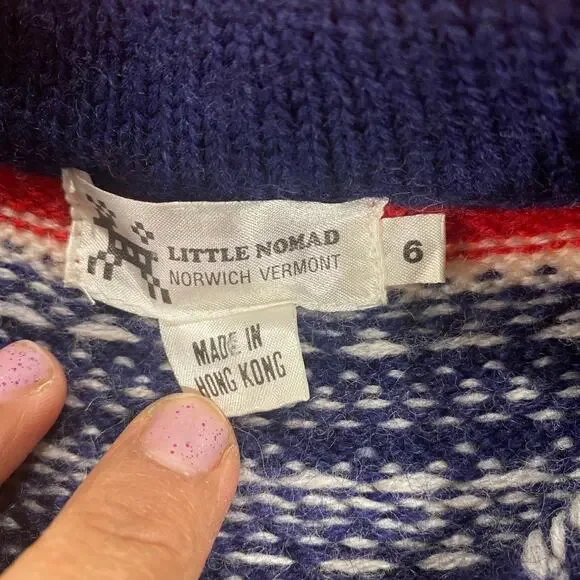 LITTLE NOMAD
NORWICH VERMONT
6
MADE IN
HONG KONG